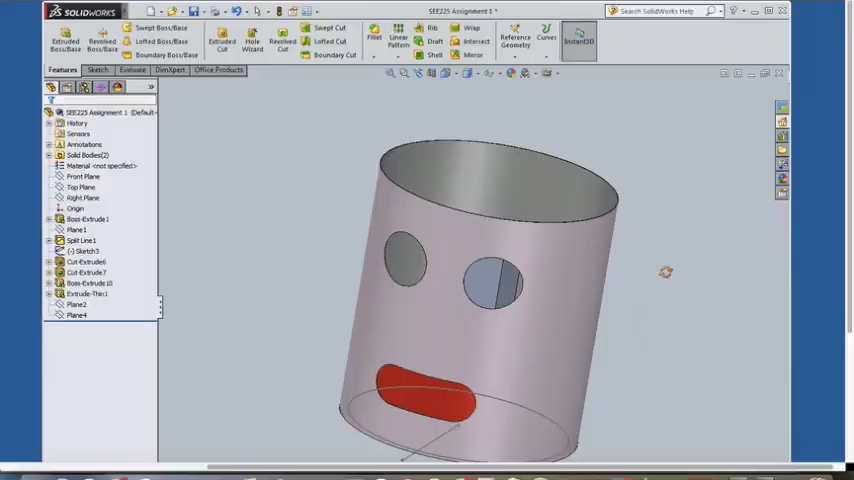 SOLIDWORKS
SEE225 Assignment 1 *
Search SolidWorks Help
Extruded Boss/Base
Revolved Boss/Base
Swept Boss/Base
Lofted Boss/Base
Boundary Boss/Base
Extruded Cut
Hole Wizard
Revolved Cut
Swept Cut
Lofted Cut
Boundary Cut
Fillet
Linear Pattern
Rib
Draft
Shell
Wrap
Intersect
Mirror
Reference Geometry
Curves
Instant3D
Features Sketch Evaluate DimXpert Office Products
SEE225 Assignment 1 (Default<
History
Sensors
Annotations
Solid Bodies(2)
Material <not specified>
Front Plane
Top Plane
Right Plane
Origin
Boss-Extrude1
Plane1
Split Line1
(-) Sketch3
Cut-Extrude6
Cut-Extrude7
Boss-Extrude10
Extrude-Thin1
Plane2
Plane4